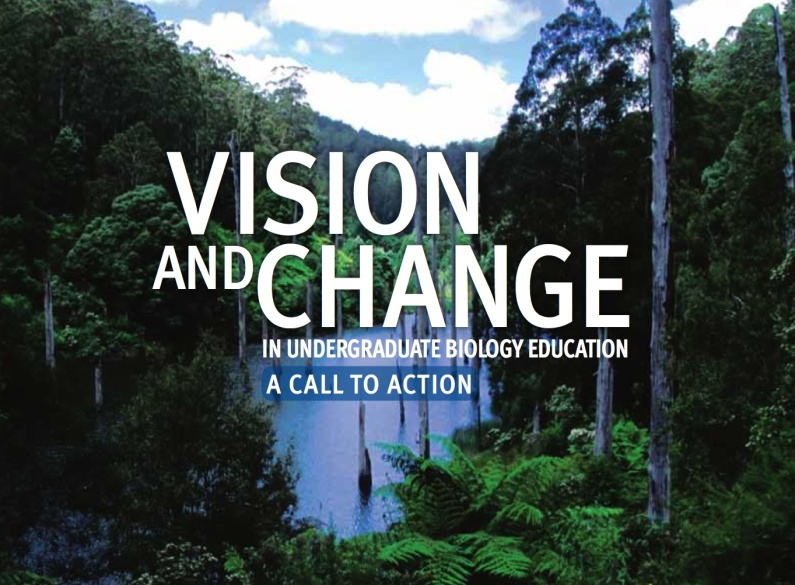 VISION
AND CHANGE
IN UNDERGRADUATE BIOLOGY EDUCATION
A CALL TO ACTION